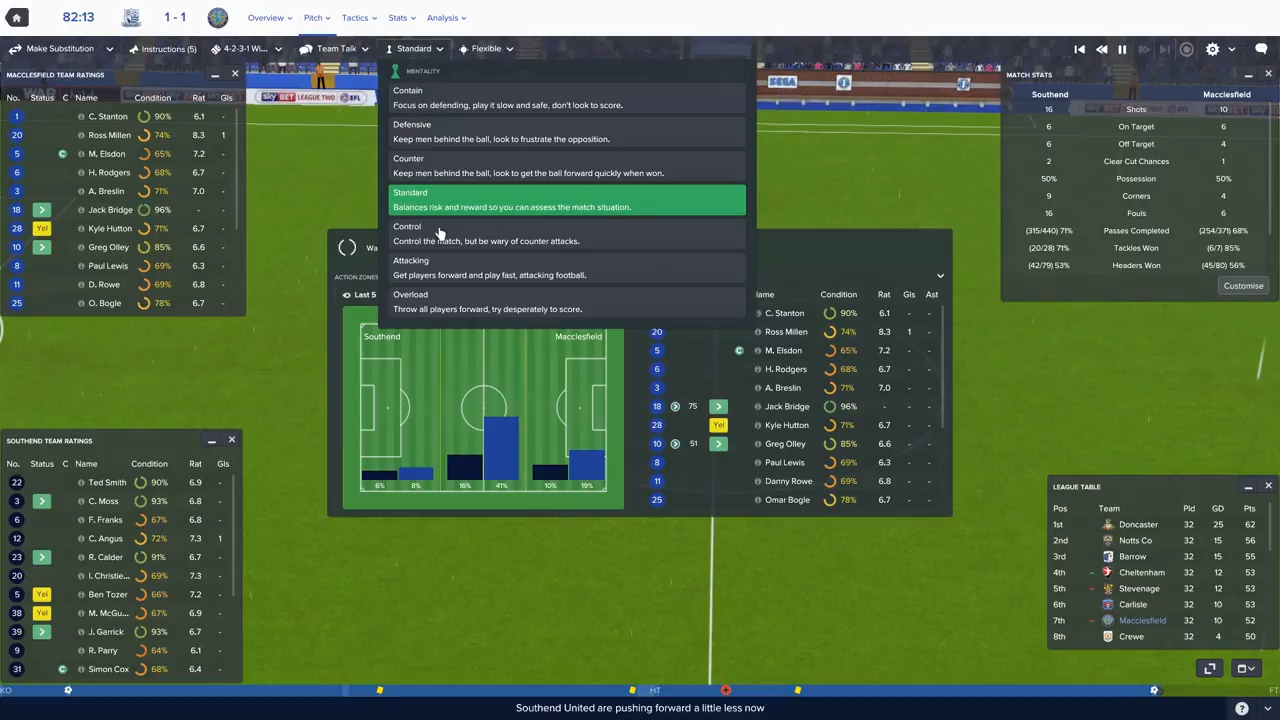 82:13
1 - 1
Overview
Pitch
Tactics
Stats
Analysis
Make Substitution
Instructions (5)
4-2-3-1 Wi...
Team Talk
Standard
Flexible
MACCLESFIELD TEAM RATINGS
No. Status C Name Condition Rat Gls
1 C. Stanton 90% 6.1 -
20 Ross Millen 74% 8.3 1
5 C M. Elsdon 65% 7.2 -
6 H. Rodgers 68% 6.7 -
3 A. Breslin 71% 7.0 -
18 Jack Bridge 96% - -
28 Yel Kyle Hutton 71% 6.7 -
10 Greg Olley 85% 6.6 -
8 Paul Lewis 69% 6.3 -
11 D. Rowe 69% 6.8 -
25 O. Bogle 78% 6.7 -
MENTALITY
Contain
Focus on defending, play it slow and safe, don't look to score.
Defensive
Keep men behind the ball, look to frustrate the opposition.
Counter
Keep men behind the ball, look to get the ball forward quickly when won.
Standard
Balances risk and reward so you can assess the match situation.
Control
Control the match, but be wary of counter attacks.
Attacking
Get players forward and play fast, attacking football.
Overload
Throw all players forward, try desperately to score.
sky BET LEAGUE TWO EFL
SEGA
MATCH STATS
Southend Macclesfield
16 Shots 10
6 On Target 6
6 Off Target 4
2 Clear Cut Chances 1
50% Possession 50%
9 Corners 4
16 Fouls 6
(315/440) 71% Passes Completed (254/371) 68%
(20/28) 71% Tackles Won (6/7) 85%
(42/79) 53% Headers Won (45/80) 56%
Customise
Wa
ACTION ZONES
Last 5
Southend Macclesfield
6% 8% 16% 41% 10% 19%
lame Condition Rat Gls Ast
C. Stanton 90% 6.1 - -
20 Ross Millen 74% 8.3 1 -
5 C M. Elsdon 65% 7.2 - -
6 H. Rodgers 68% 6.7 - -
3 A. Breslin 71% 7.0 - -
18 75 Jack Bridge 96% - - -
28 Yel Kyle Hutton 71% 6.7 - -
10 51 Greg Olley 85% 6.6 - -
8 Paul Lewis 69% 6.3 - -
11 Danny Rowe 69% 6.8 - -
25 Omar Bogle 78% 6.7 - -
SOUTHEND TEAM RATINGS
No. Status C Name Condition Rat Gls
22 Ted Smith 90% 6.9 -
3 C. Moss 93% 6.8 -
6 F. Franks 67% 6.8 -
12 C. Angus 72% 7.3 1
23 R. Calder 91% 6.7 -
20 I. Christie... 69% 7.3 -
5 Yel Ben Tozer 66% 7.2 -
38 Yel M. McGu... 67% 6.9 -
39 J. Garrick 93% 6.7 -
9 R. Parry 64% 6.1 -
31 C Simon Cox 68% 6.4 -
LEAGUE TABLE
Pos Team Pld GD Pts
1st Doncaster 32 25 62
2nd Notts Co 32 15 56
3rd Barrow 32 15 55
4th Cheltenham 32 12 53
5th Stevenage 32 12 53
6th Carlisle 32 10 53
7th Macclesfield 32 10 52
8th Crewe 32 4 50
KO HT FT
Southend United are pushing forward a little less now